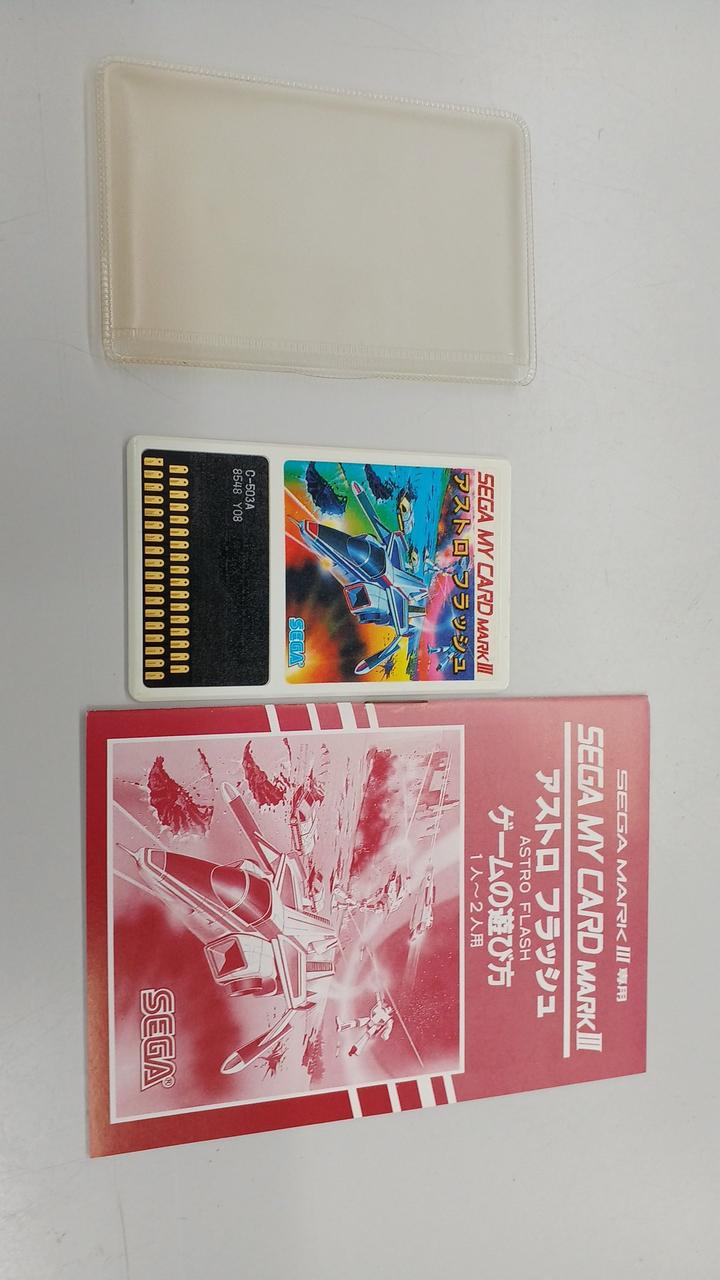 SEGA MY CARD MARK III
アストロ フラッシュ
SEGA
C-503A
8548 Y08
SEGA MARK III 専用
SEGA MY CARD MARK III
アストロ フラッシュ
ASTRO FLASH
ゲームの遊び方
1人〜2人用
SEGA®